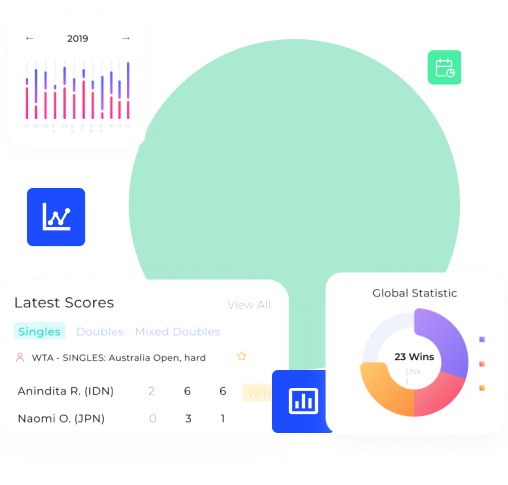 ← 2019 →
Latest Scores
View All
Singles Doubles Mixed Doubles
WTA - SINGLES: Australia Open, hard
Anindita R. (IDN) 2 6 6 WIN
Naomi O. (JPN) 0 3 1
Global Statistic
23 Wins